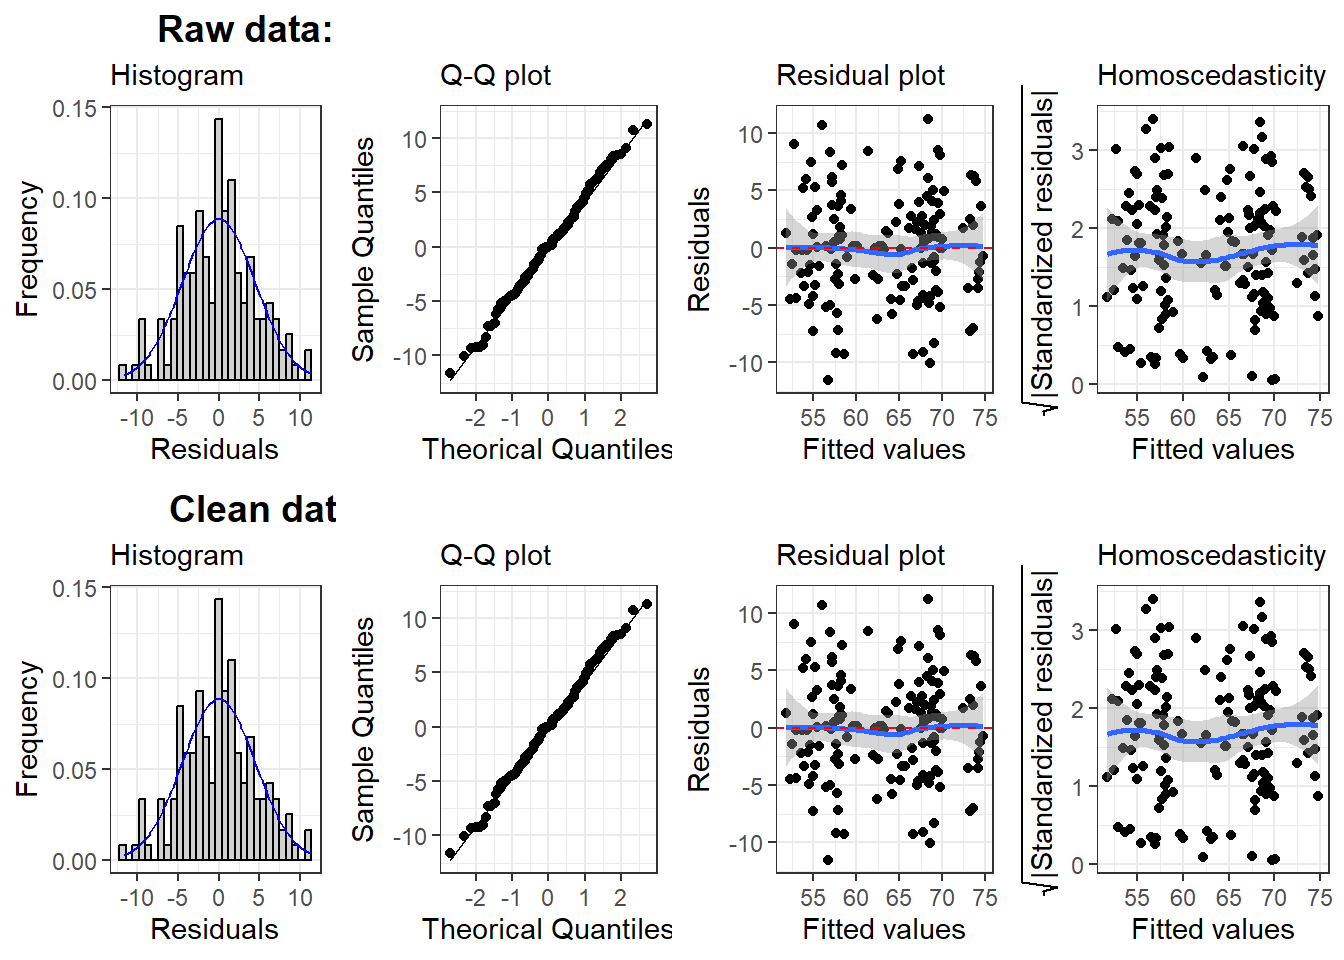 Raw data:
Histogram
Q-Q plot
Residual plot
Homoscedasticity
0.15
0.10
0.05
0.00
Frequency
-10 -5 0 5 10
Residuals
10
5
0
-5
-10
Sample Quantiles
-2 -1 0 1 2
Theorical Quantiles
10
5
0
-5
-10
Residuals
55 60 65 70 75
Fitted values
3
2
1
0
√|Standardized residuals|
55 60 65 70 75
Fitted values
Clean dat
Histogram
Q-Q plot
Residual plot
Homoscedasticity
0.15
0.10
0.05
0.00
Frequency
-10 -5 0 5 10
Residuals
10
5
0
-5
-10
Sample Quantiles
-2 -1 0 1 2
Theorical Quantiles
10
5
0
-5
-10
Residuals
55 60 65 70 75
Fitted values
3
2
1
0
√|Standardized residuals|
55 60 65 70 75
Fitted values